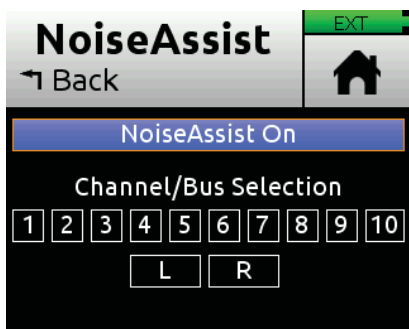 NoiseAssist
EXT
Back
NoiseAssist On
Channel/Bus Selection
1 2 3 4 5 6 7 8 9 10
L R